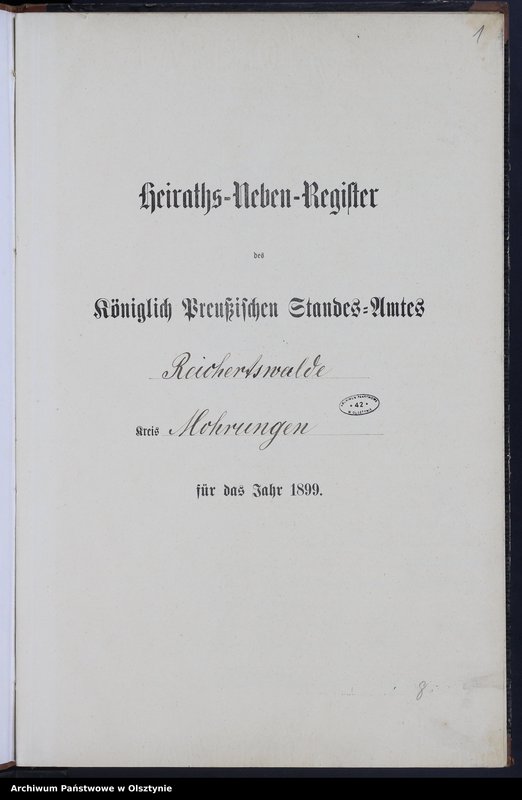 1
Heiraths-Neben-Register
des
Königlich Preußischen Standes-Amtes
Reichertswalde
42
Kreis Mohrungen
für das Jahr 1899.
8.
Archiwum Państwowe w Olsztynie